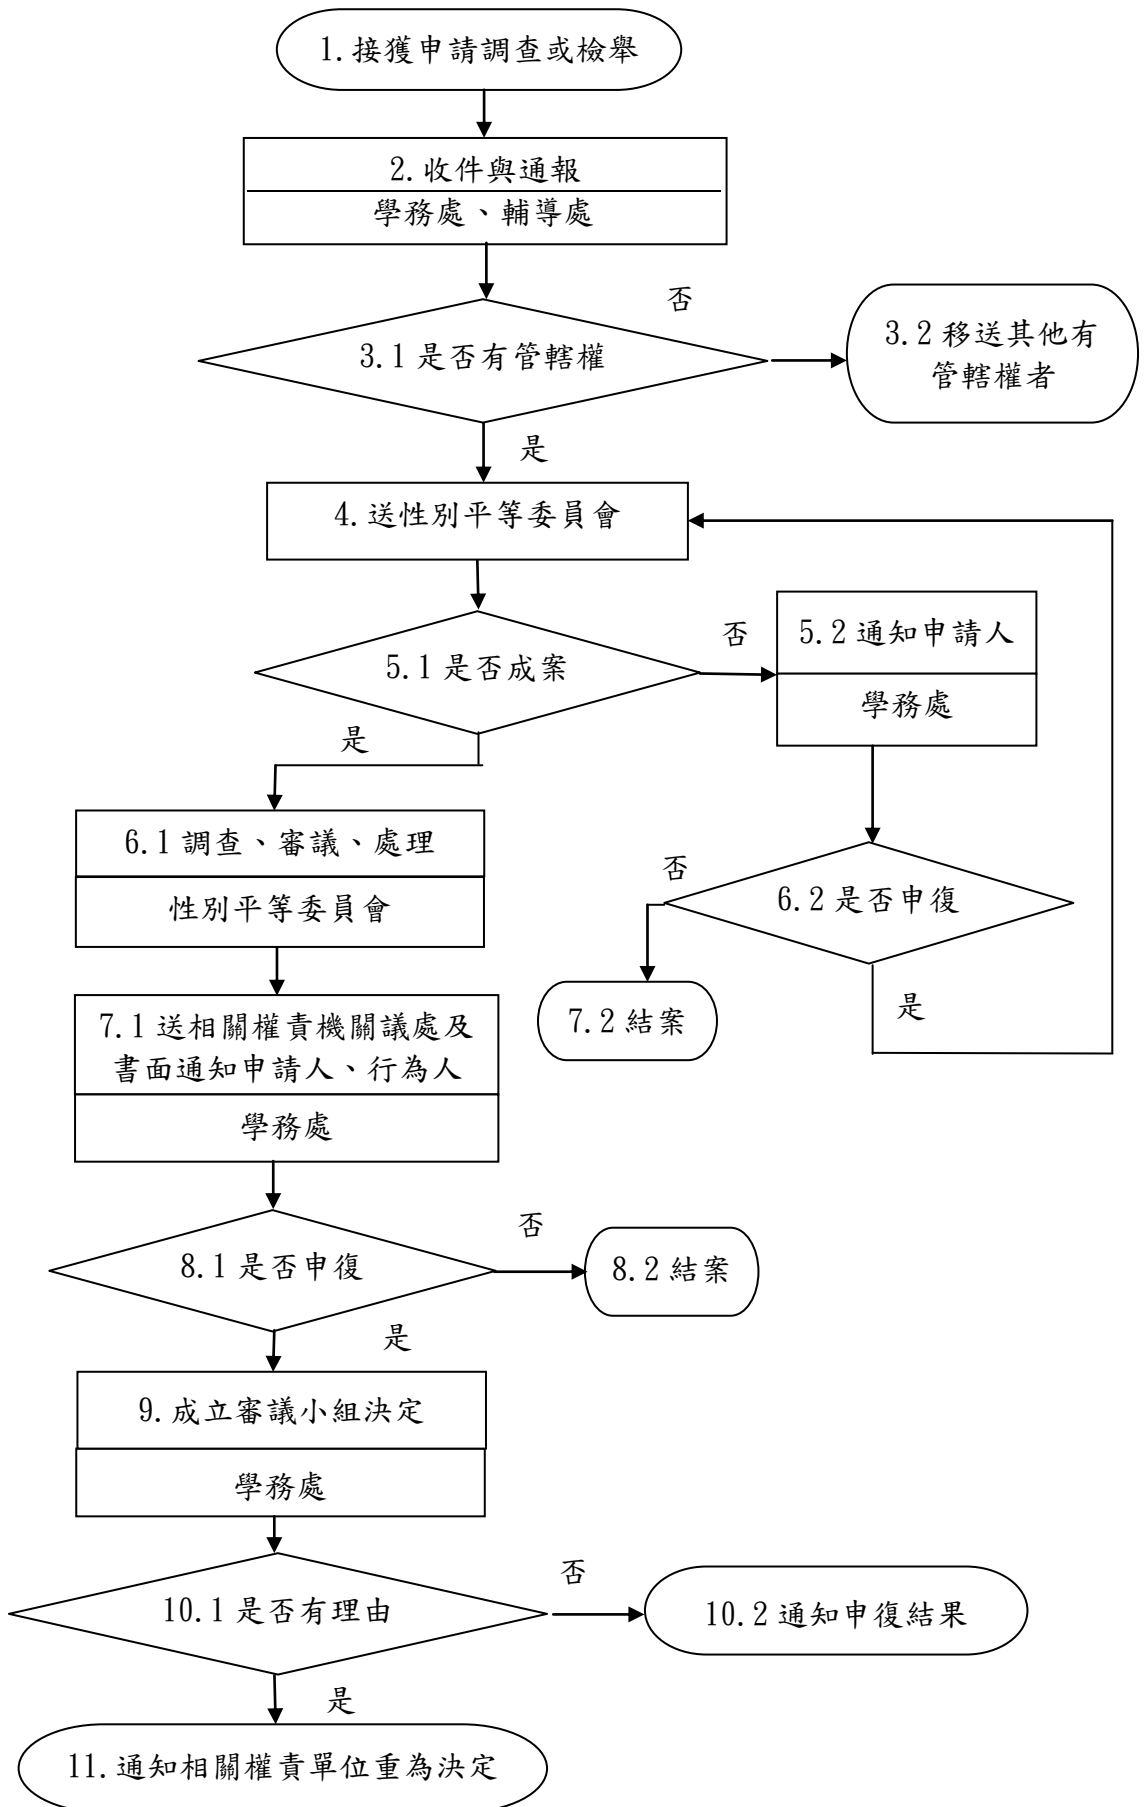 1.接獲申請調查或檢舉
2.收件與通報
學務處、輔導處
否
3.1是否有管轄權
3.2移送其他有
管轄權者
是
4.送性別平等委員會
5.1是否成案
否
5.2通知申請人
學務處
是
6.1調查、審議、處理
性別平等委員會
否
6.2是否申復
7.2結案
是
7.1送相關權責機關議處及
書面通知申請人、行為人
學務處
8.1是否申復
否
8.2結案
是
9.成立審議小組決定
學務處
10.1是否有理由
否
10.2通知申復結果
是
11.通知相關權責單位重為決定